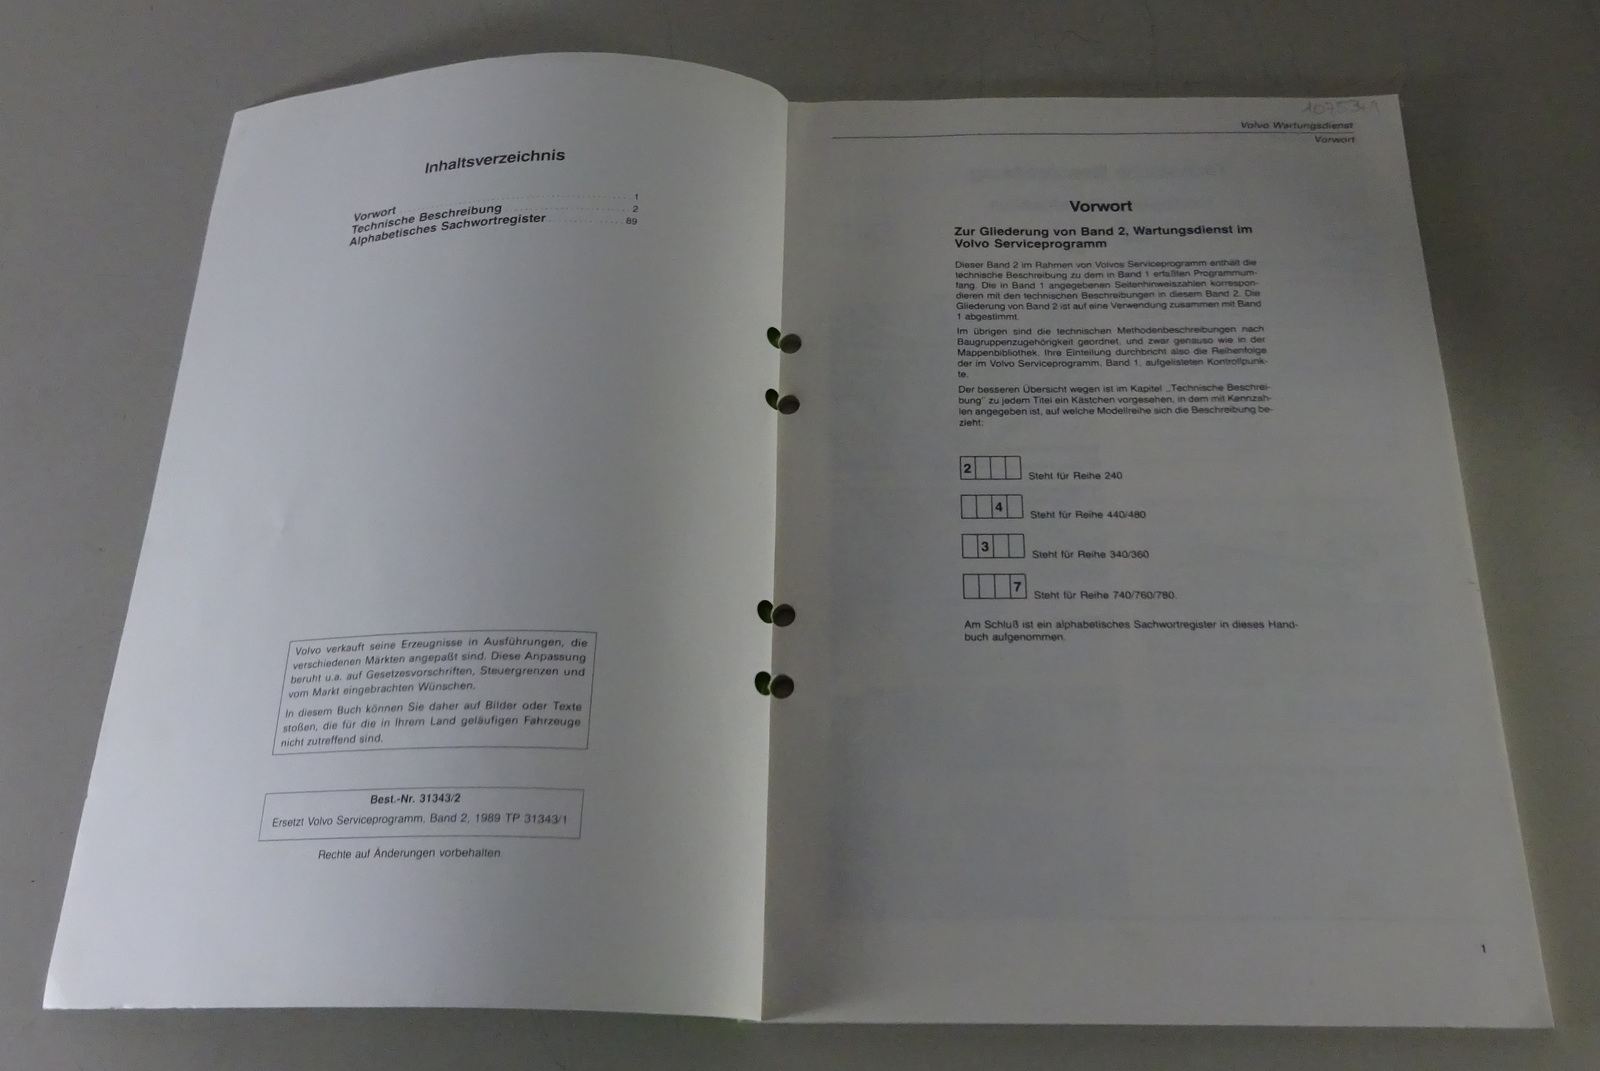 Inhaltsverzeichnis
Vorwort 1
Technische Beschreibung 2
Alphabetisches Sachwortregister 89
Volvo verkauft seine Erzeugnisse in Ausführungen, die
verschiedenen Märkten angepaßt sind. Diese Anpassung
beruht u.a. auf Gesetzesvorschriften, Steuergrenzen und
vom Markt eingebrachten Wünschen.
In diesem Buch können Sie daher auf Bilder oder Texte
stoßen, die für die in Ihrem Land geläufigen Fahrzeuge
nicht zutreffend sind.
Best.-Nr. 31343/2
Ersetzt Volvo Serviceprogramm, Band 2, 1989 TP 31343/1
Rechte auf Änderungen vorbehalten
Volvo Wartungsdienst
Vorwort
Vorwort
Zur Gliederung von Band 2, Wartungsdienst im
Volvo Serviceprogramm
Dieser Band 2 im Rahmen von Volvos Serviceprogramm enthält die
technische Beschreibung zu dem in Band 1 erfaßten Programmum-
fang. Die in Band 1 angegebenen Seitenhinweiszahlen korrespon-
dieren mit den technischen Beschreibungen in diesem Band 2. Die
Gliederung von Band 2 ist auf eine Verwendung zusammen mit Band
1 abgestimmt.
Im übrigen sind die technischen Methodenbeschreibungen nach
Baugruppenzugehörigkeit geordnet, und zwar genauso wie in der
Mappenbibliothek. Ihre Einteilung durchbricht also die Reihenfolge
der im Volvo Serviceprogramm, Band 1, aufgelisteten Kontrollpunk-
te.
Der besseren Übersicht wegen ist im Kapitel „Technische Beschrei-
bung“ zu jedem Titel ein Kästchen vorgesehen, in dem mit Kennzah-
len angegeben ist, auf welche Modellreihe sich die Beschreibung be-
zieht:
2 Steht für Reihe 240
4 Steht für Reihe 440/480
3 Steht für Reihe 340/360
7 Steht für Reihe 740/760/780.
Am Schluß ist ein alphabetisches Sachwortregister in dieses Hand-
buch aufgenommen.
1